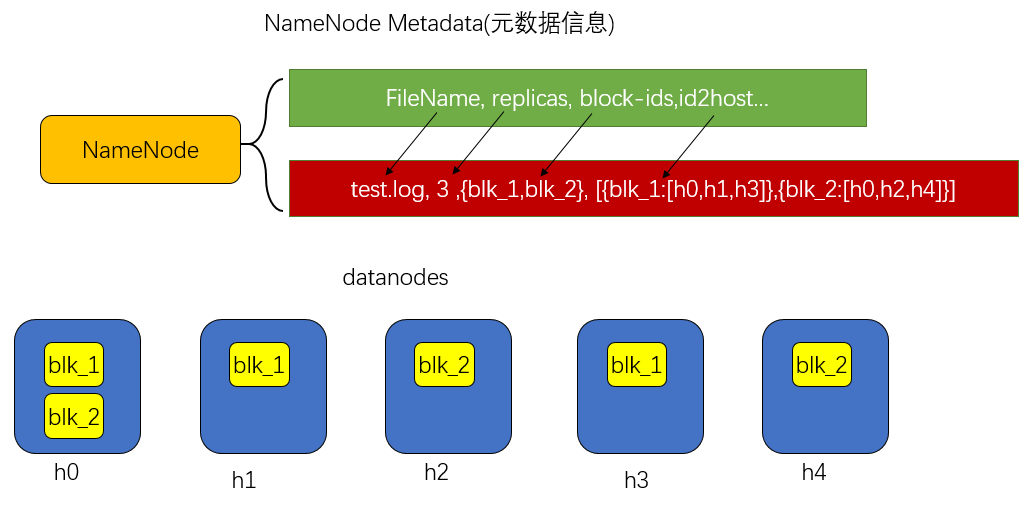 NameNode Metadata(元数据信息)
FileName, replicas, block-ids,id2host...
NameNode
test.log, 3 ,{blk_1,blk_2}, [{blk_1:[h0,h1,h3]},{blk_2:[h0,h2,h4]}]
datanodes
blk_1
blk_1
blk_2
blk_1
blk_2
blk_2
h0
h1
h2
h3
h4